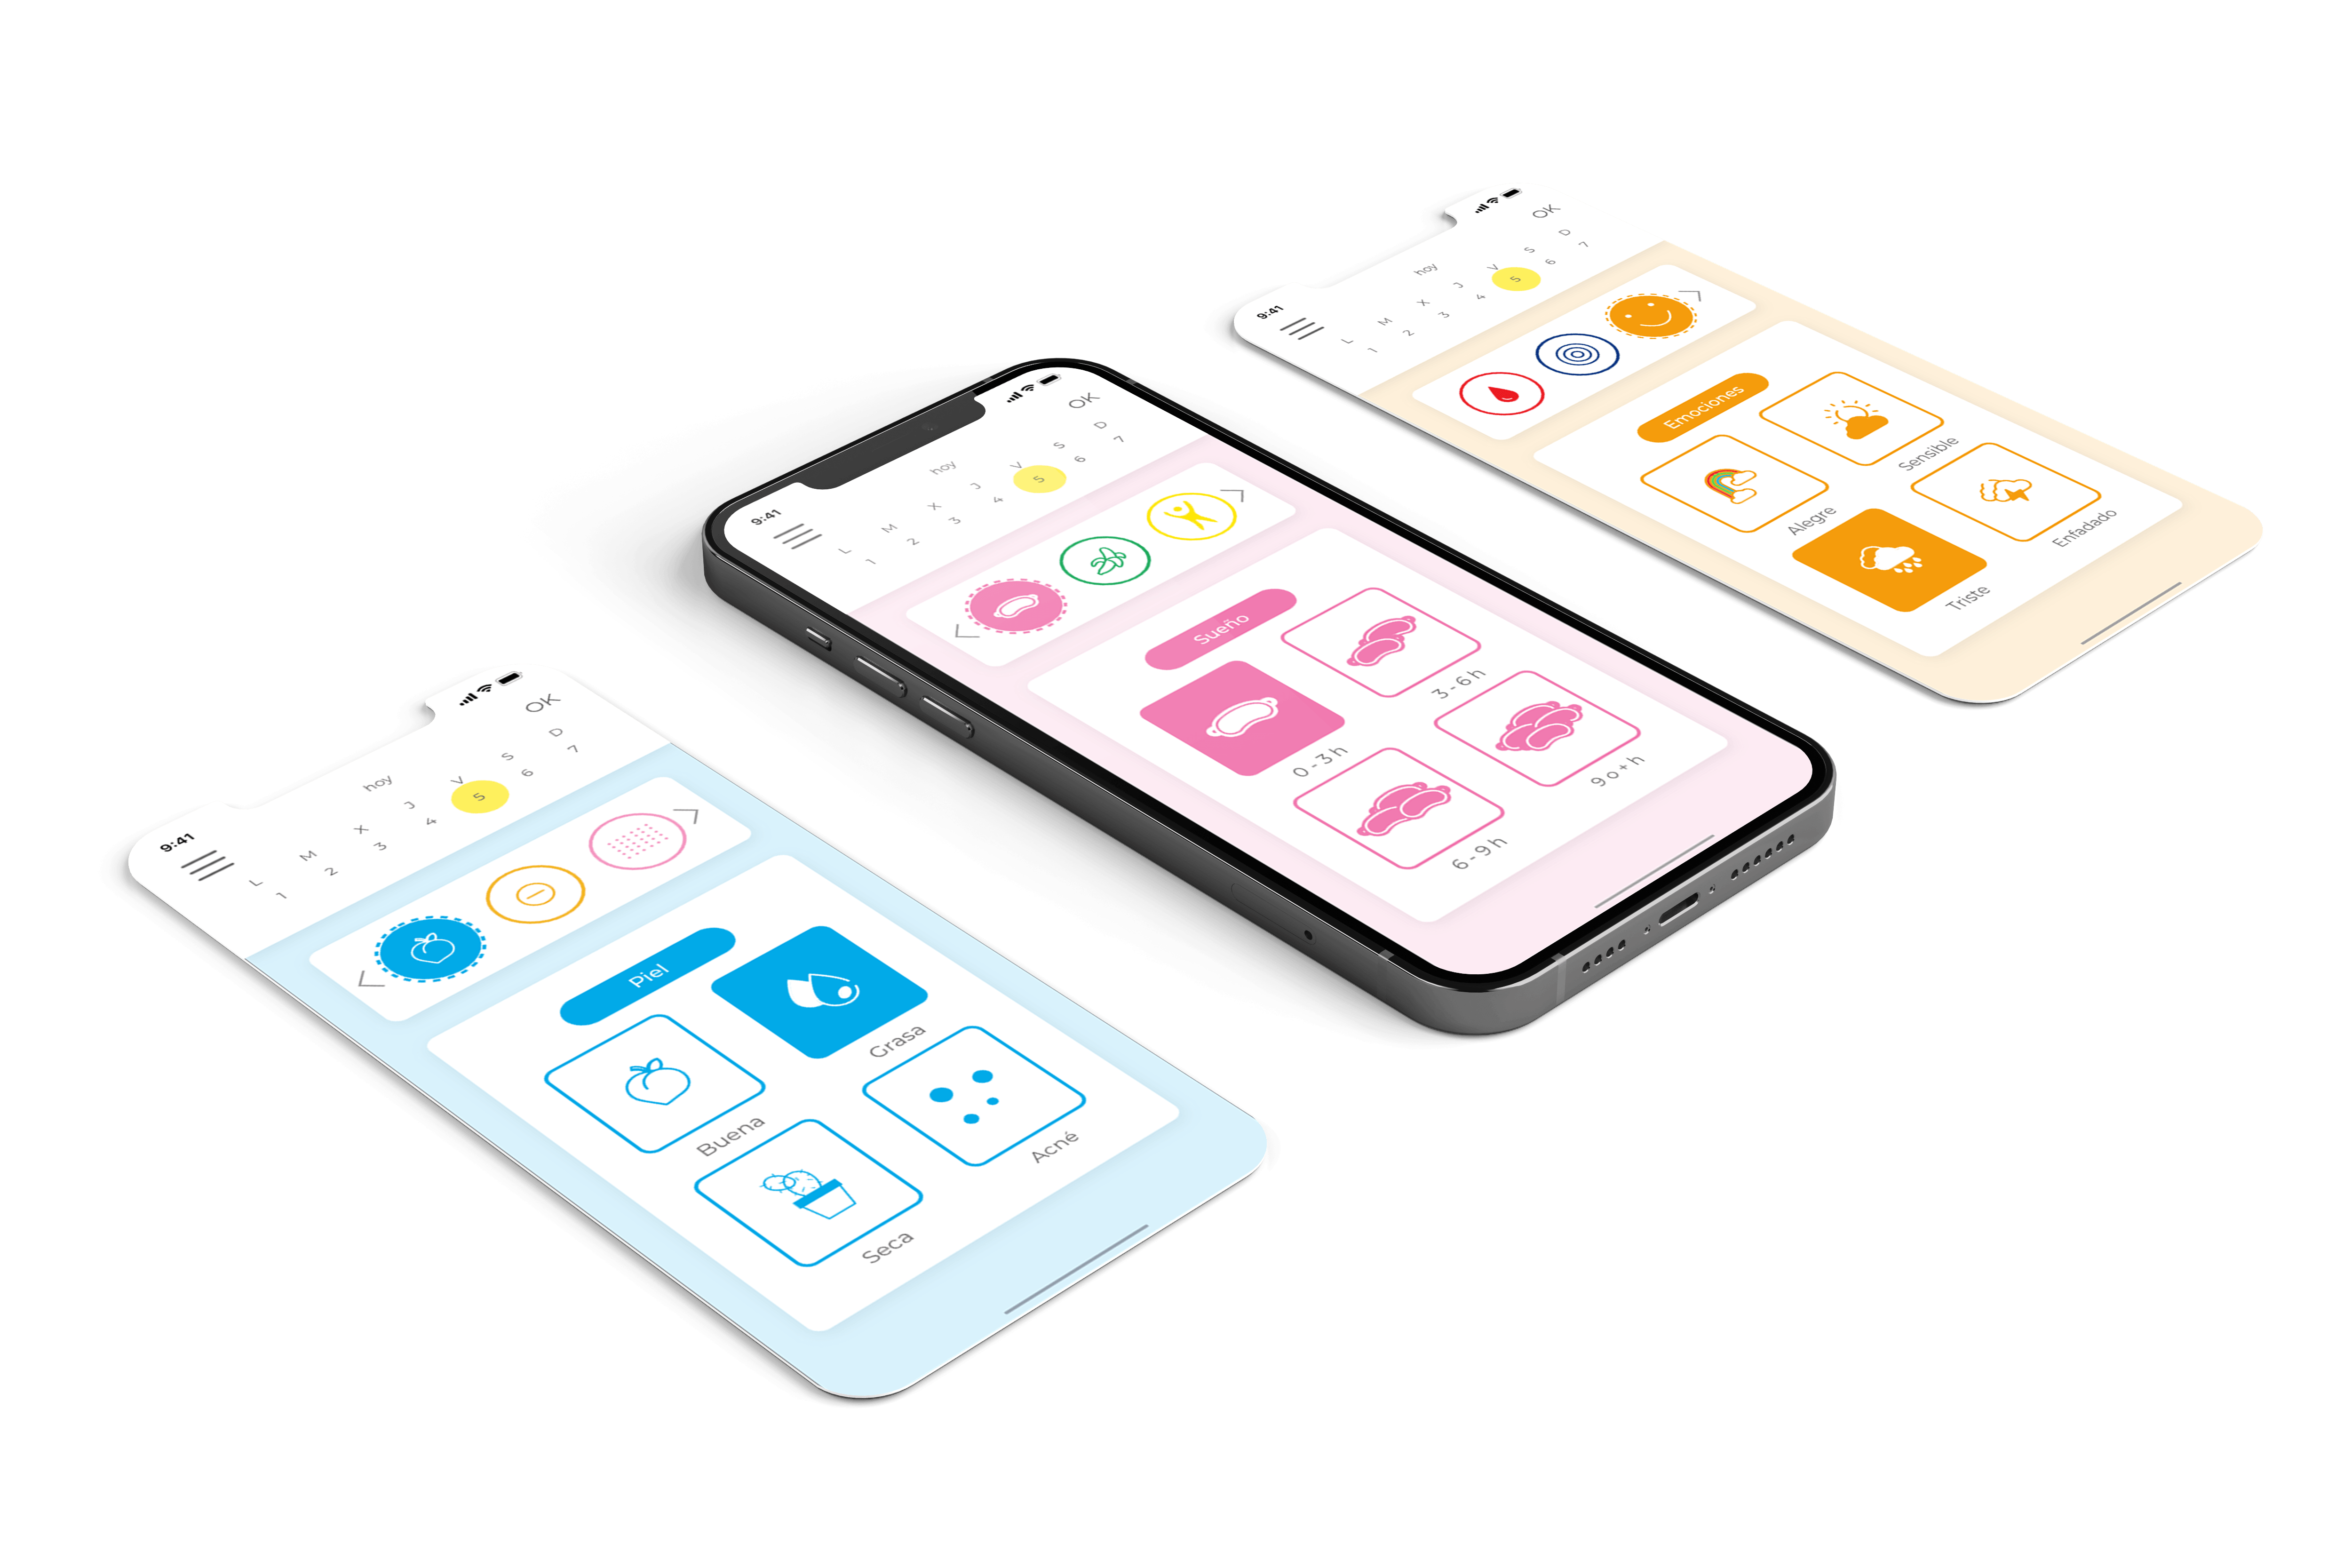 9:41
OK
hoy
L M X J V S D
1 2 3 4 5 6 7
Piel
Buena
Grasa
Seca
Acné
9:41
OK
hoy
L M X J V S D
1 2 3 4 5 6 7
Sueño
0-3h
3-6h
6-9h
9o+h
9:41
OK
hoy
L M X J V S D
1 2 3 4 5 6 7
Emociones
Alegre
Sensible
Triste
Enfadado